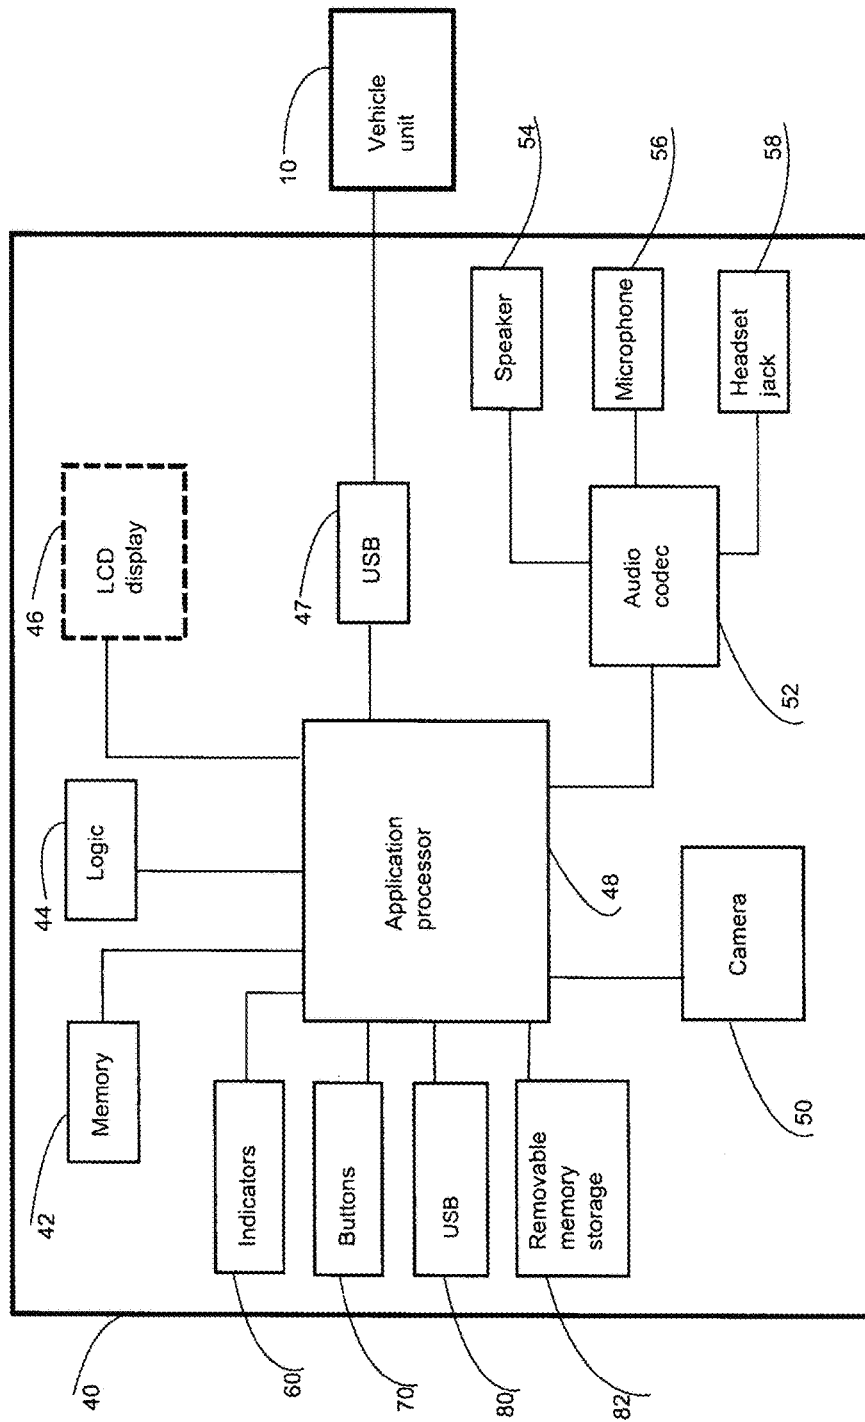 40
42
Memory
44
Logic
46
LCD
display
10
Vehicle
unit
60
Indicators
70
Buttons
80
USB
82
Removable
memory
storage
Application
processor
48
47
USB
50
Camera
Audio
codec
52
Speaker
54
Microphone
56
Headset
jack
58